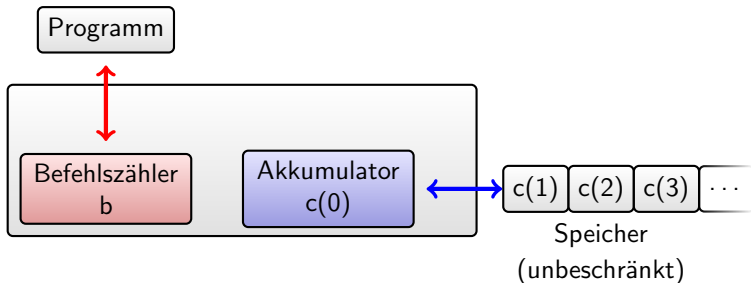 Programm
Befehlszähler
b
Akkumulator
c(0)
c(1) c(2) c(3) ···
Speicher
(unbeschränkt)